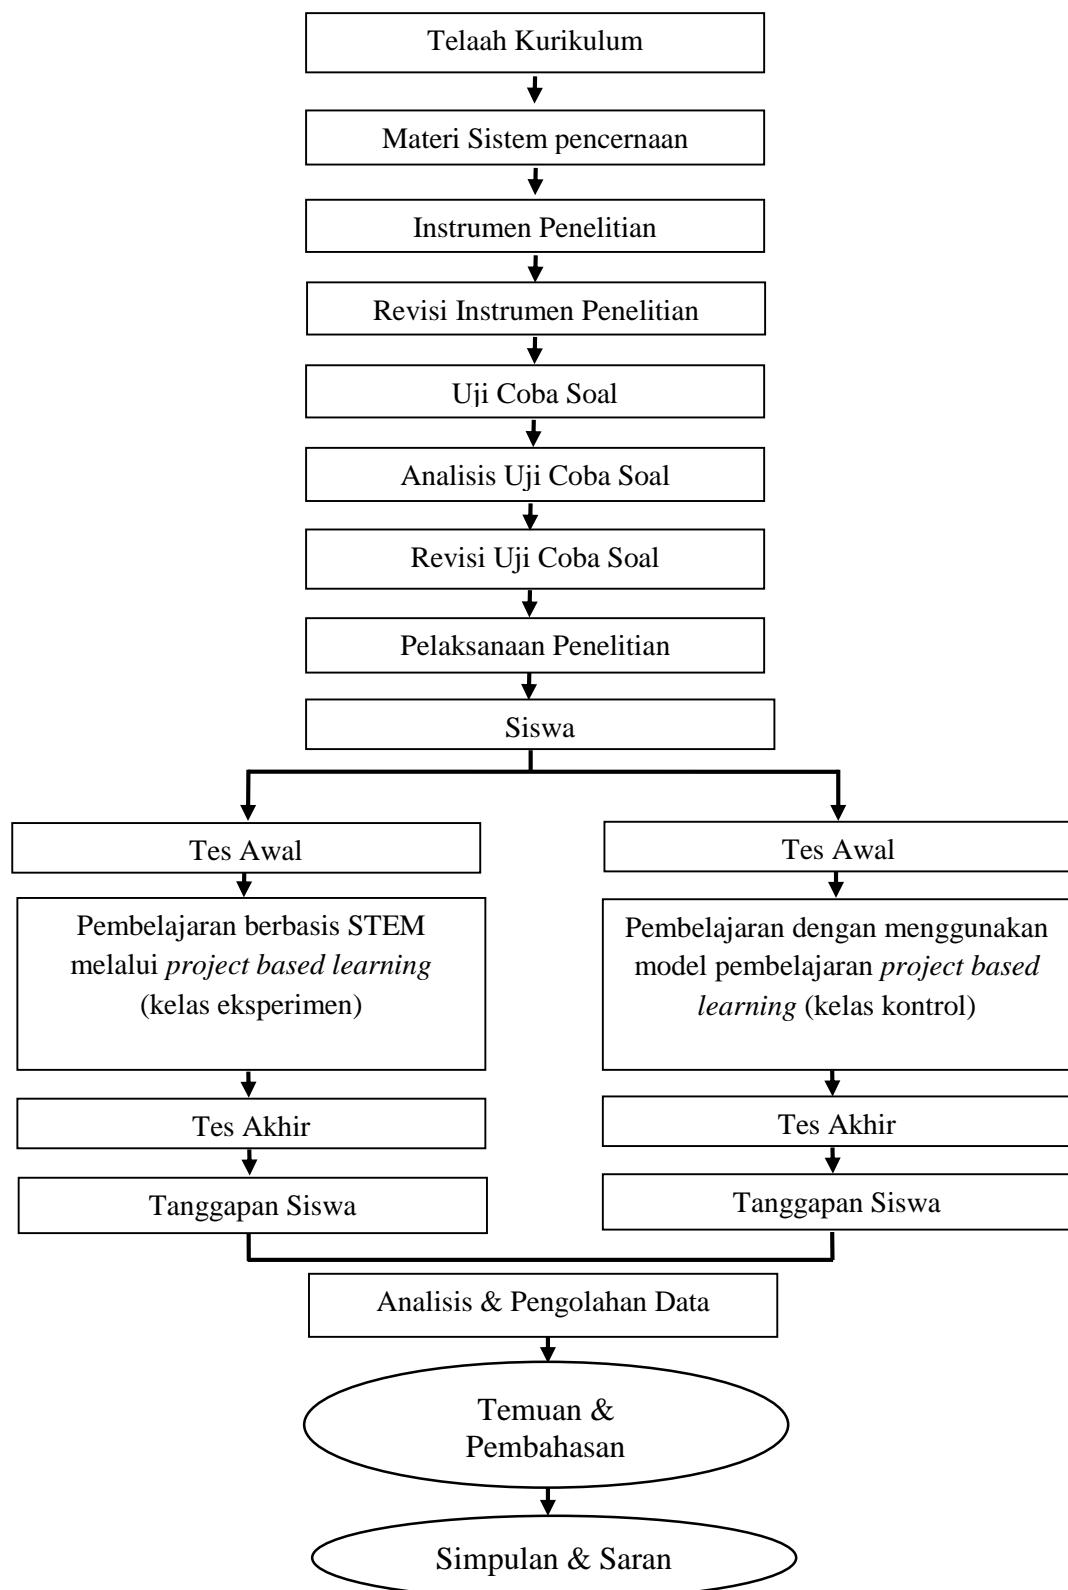 Telaah Kurikulum
Materi Sistem pencernaan
Instrumen Penelitian
Revisi Instrumen Penelitian
Uji Coba Soal
Analisis Uji Coba Soal
Revisi Uji Coba Soal
Pelaksanaan Penelitian
Siswa
Tes Awal
Pembelajaran berbasis STEM
melalui project based learning
(kelas eksperimen)
Tes Akhir
Tanggapan Siswa
Tes Awal
Pembelajaran dengan menggunakan
model pembelajaran project based
learning (kelas kontrol)
Tes Akhir
Tanggapan Siswa
Analisis & Pengolahan Data
Temuan &
Pembahasan
Simpulan & Saran